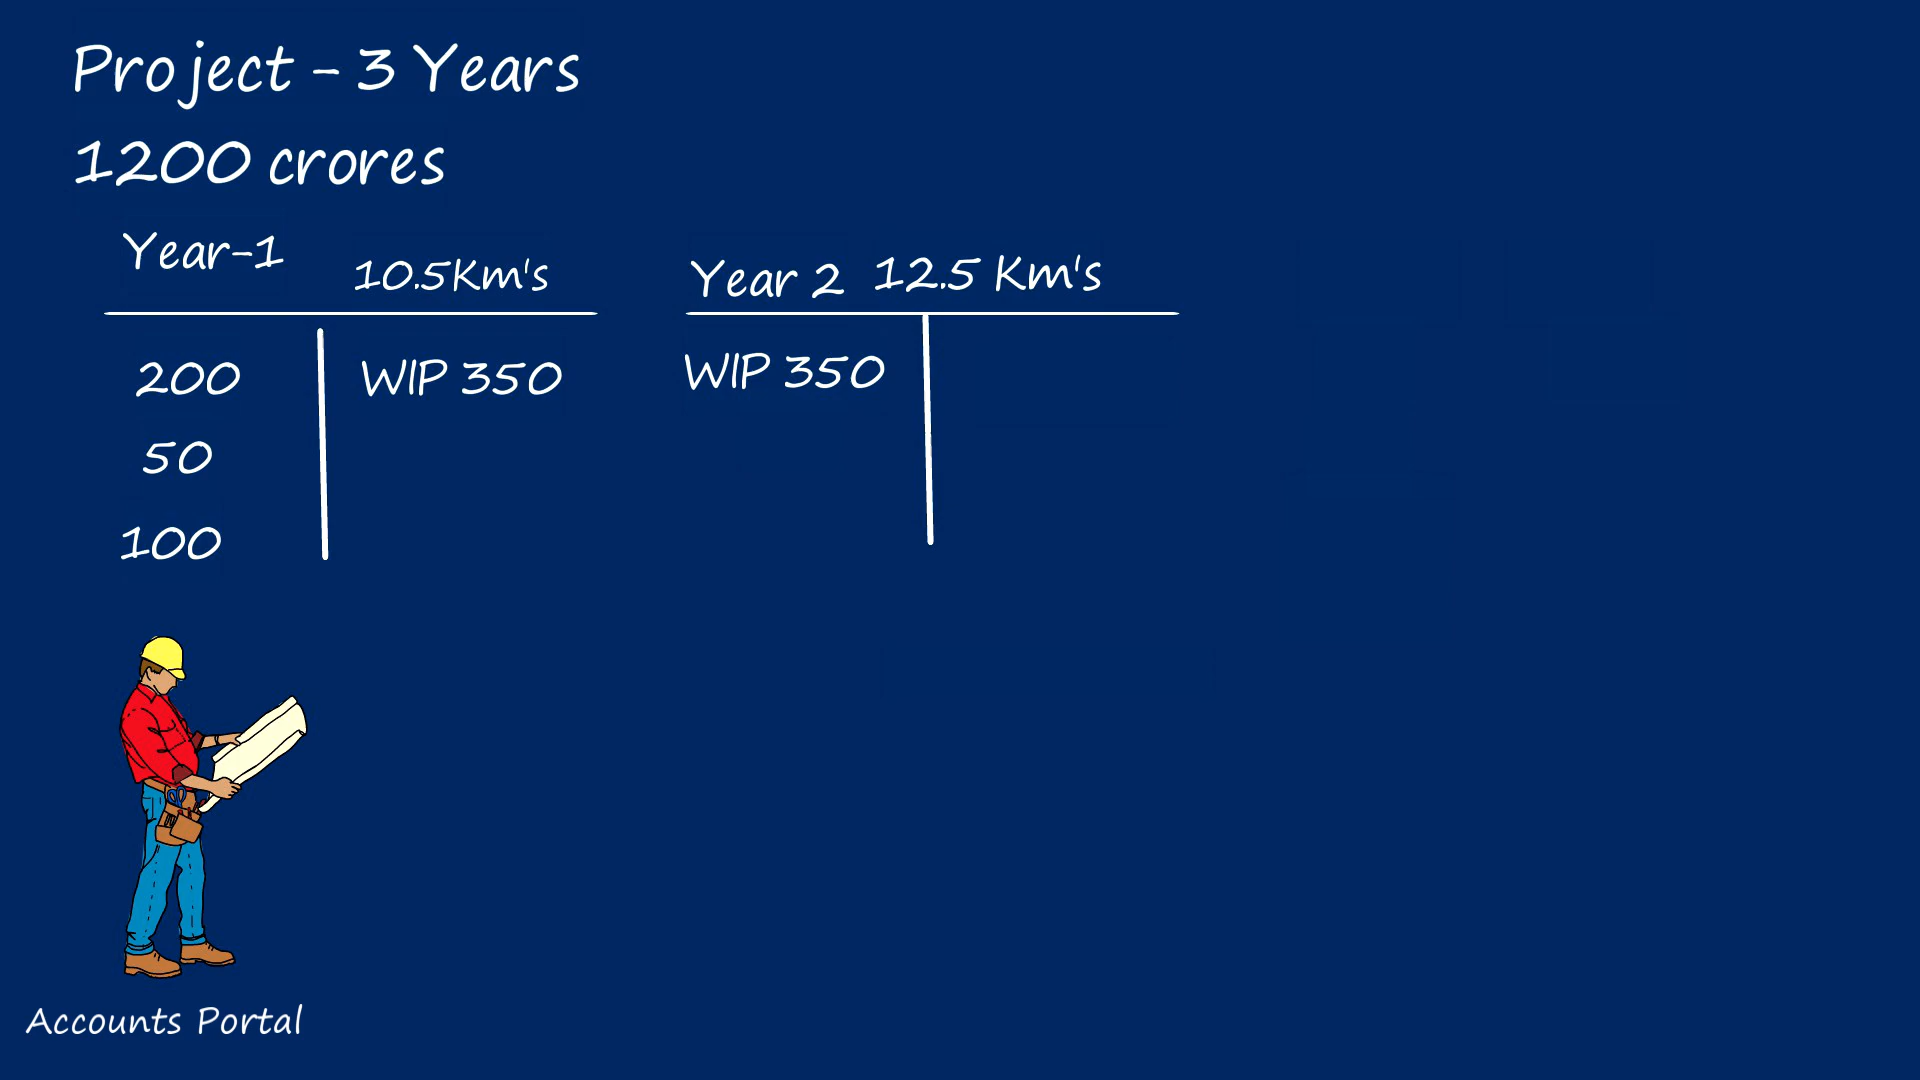 Project - 3 Years
1200 crores
Year-1 10.5Km's
200 WIP 350
50
100
Year 2 12.5 Km's
WIP 350
Accounts Portal